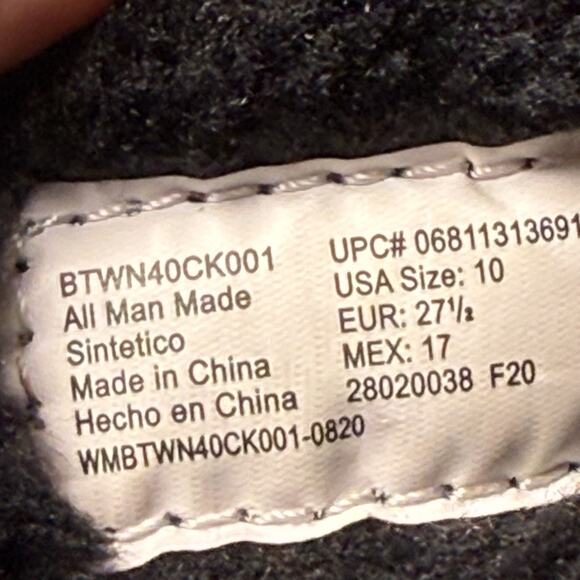 BTWN40CK001
All Man Made
Sintetico
Made in China
Hecho en China
WMBTWN40CK001-0820
UPC# 06811313691
USA Size: 10
EUR: 27½
MEX: 17
28020038 F20